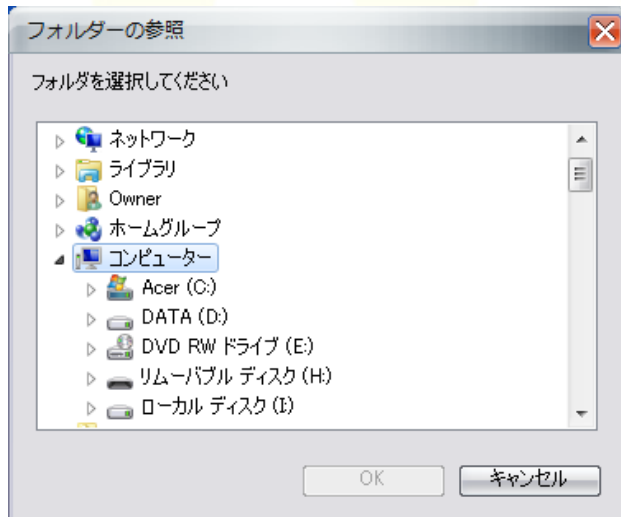 フォルダーの参照
フォルダを選択してください
ネットワーク
ライブラリ
Owner
ホームグループ
コンピューター
Acer (C:)
DATA (D:)
DVD RW ドライブ (E:)
リムーバブル ディスク (H:)
ローカル ディスク (I:)
OK
キャンセル